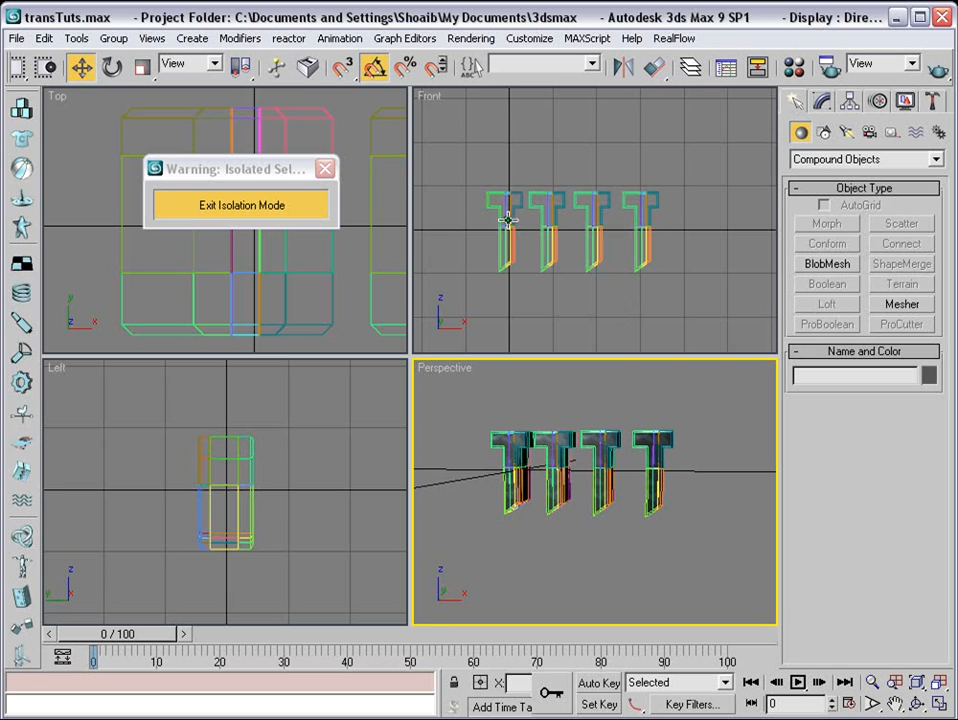 transTuts.max - Project Folder: C:\Documents and Settings\Shoaib\My Documents\3dsmax - Autodesk 3ds Max 9 SP1 - Display : Dire...
File Edit Tools Group Views Create Modifiers reactor Animation Graph Editors Rendering Customize MAXScript Help RealFlow
View
3
%
ABC
View
Top
Front
Warning: Isolated Sel...
Exit Isolation Mode
y
z
x
z
x
Left
Perspective
z
y
x
z
x
Compound Objects
- Object Type
AutoGrid
Morph Scatter
Conform Connect
BlobMesh ShapeMerge
Boolean Terrain
Loft Mesher
ProBoolean ProCutter
- Name and Color
< 0 / 100 >
0 10 20 30 40 50 60 70 80 90 100
X:
Auto Key Selected
Add Time Ta
Set Key Key Filters...
0